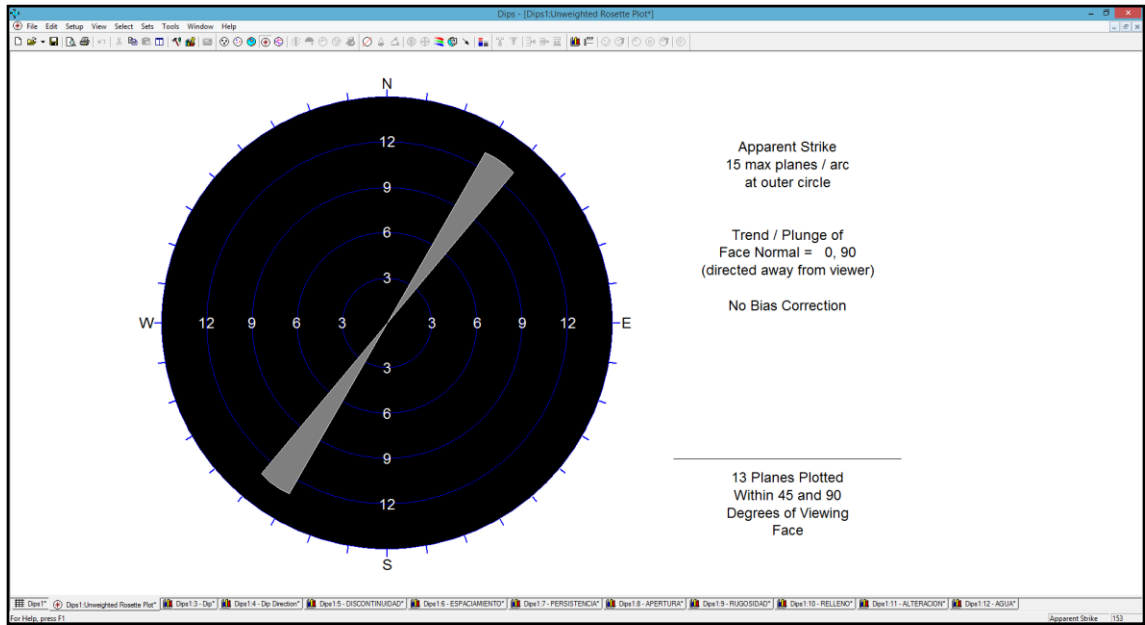 Dips - [Dips1:Unweighted Rosette Plot*]
File Edit Setup View Select Sets Tools Window Help
N
12
9
6
3
W 12 9 6 3 3 6 9 12 E
3
6
9
12
S
Apparent Strike
15 max planes / arc
at outer circle
Trend / Plunge of
Face Normal = 0, 90
(directed away from viewer)
No Bias Correction
13 Planes Plotted
Within 45 and 90
Degrees of Viewing
Face
Dips1* Dips1:Unweighted Rosette Plot* Dips1:3 - Dip* Dips1:4 - Dip Direction* Dips1:5 - DISCONTINUIDAD* Dips1:6 - ESPACIAMIENTO* Dips1:7 - PERSISTENCIA* Dips1:8 - APERTURA* Dips1:9 - RUGOSIDAD* Dips1:10 - RELLENO* Dips1:11 - ALTERACION* Dips1:12 - AGUA*
For Help, press F1 Apparent Strike 153